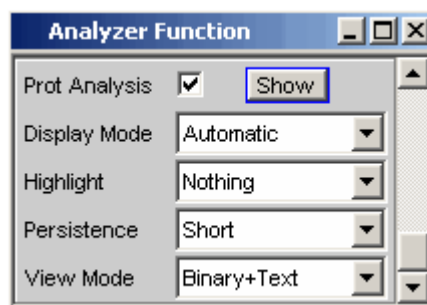 Analyzer Function
Prot Analysis Show
Display Mode Automatic
Highlight Nothing
Persistence Short
View Mode Binary+Text